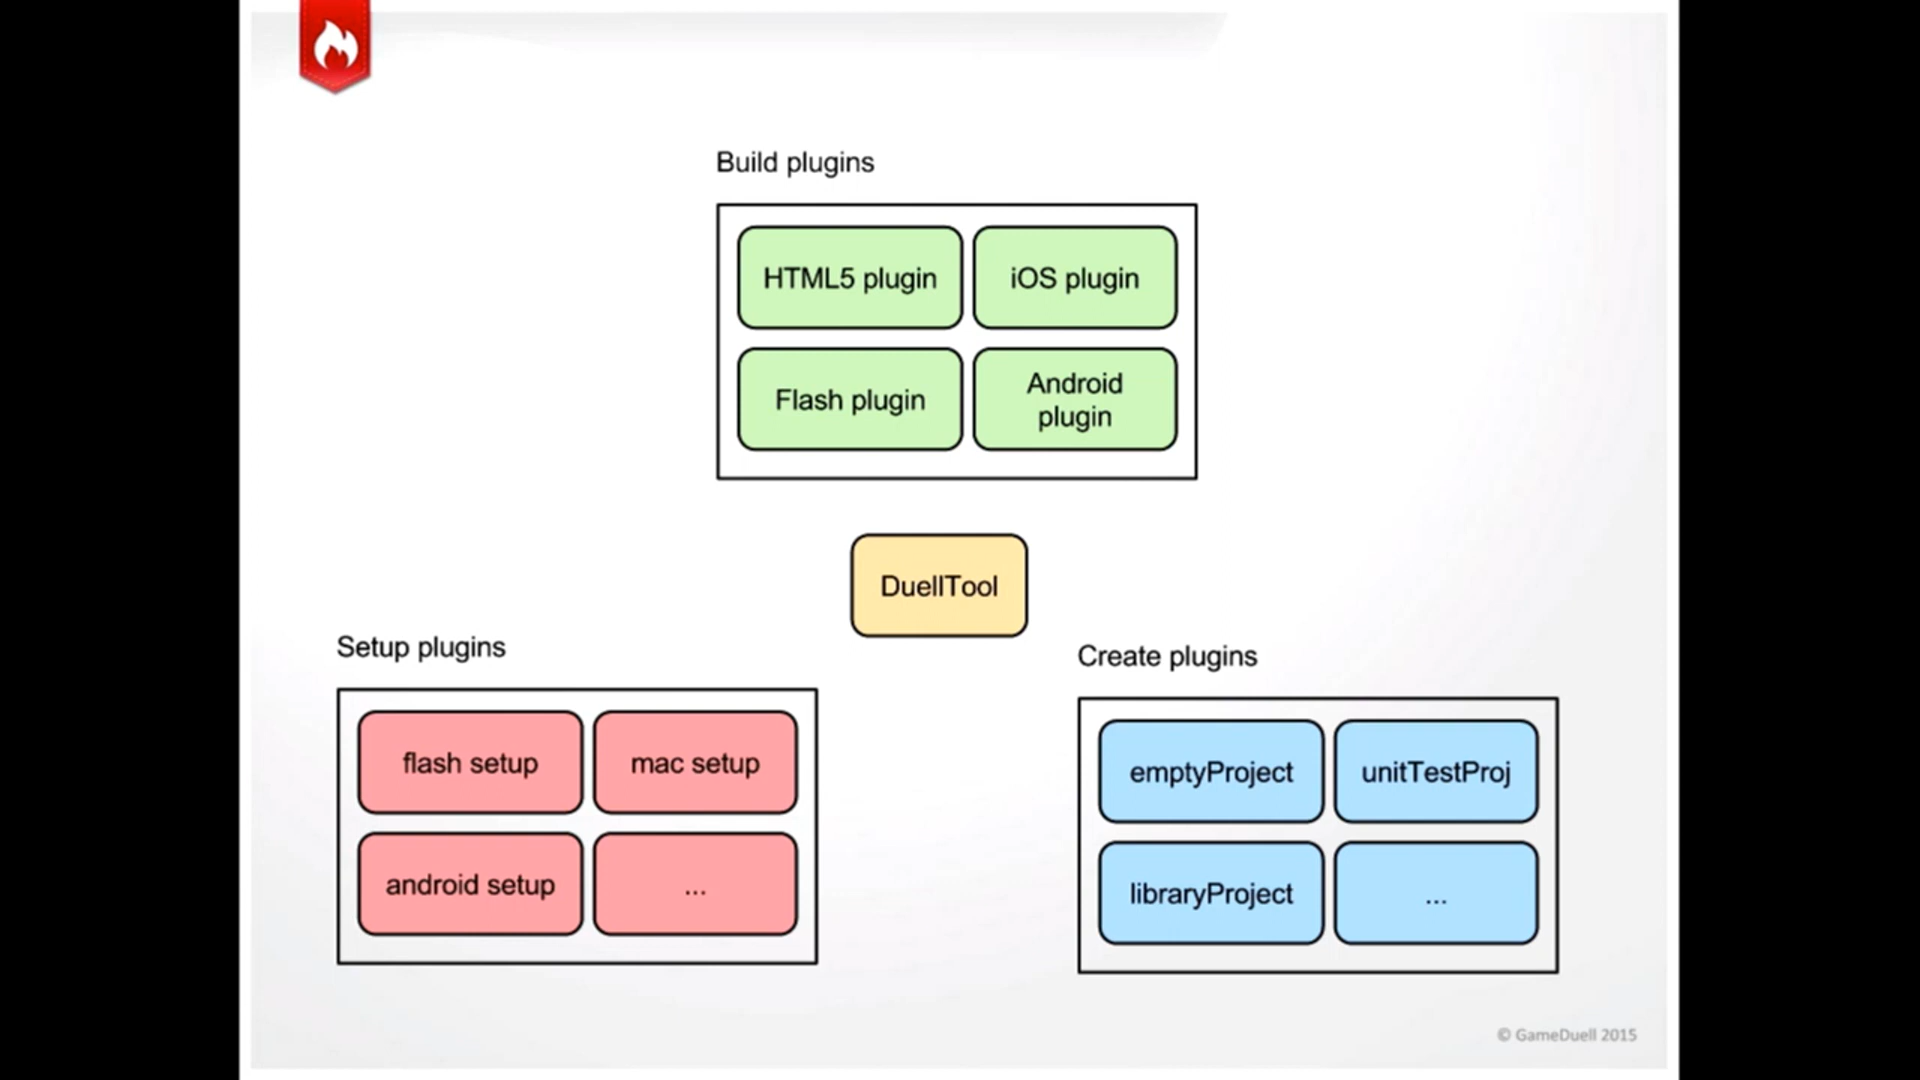 Build plugins
HTML5 plugin
iOS plugin
Flash plugin
Android
plugin
DuellTool
Setup plugins
flash setup
mac setup
android setup
...
Create plugins
emptyProject
unitTestProj
libraryProject
...
© GameDuell 2015